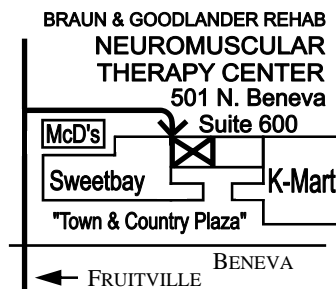 BRAUN & GOODLANDER REHAB
NEUROMUSCULAR
THERAPY CENTER
501 N. Beneva
Suite 600
McD's
Sweetbay
K-Mart
"Town & Country Plaza"
BENEVA
FRUITVILLE